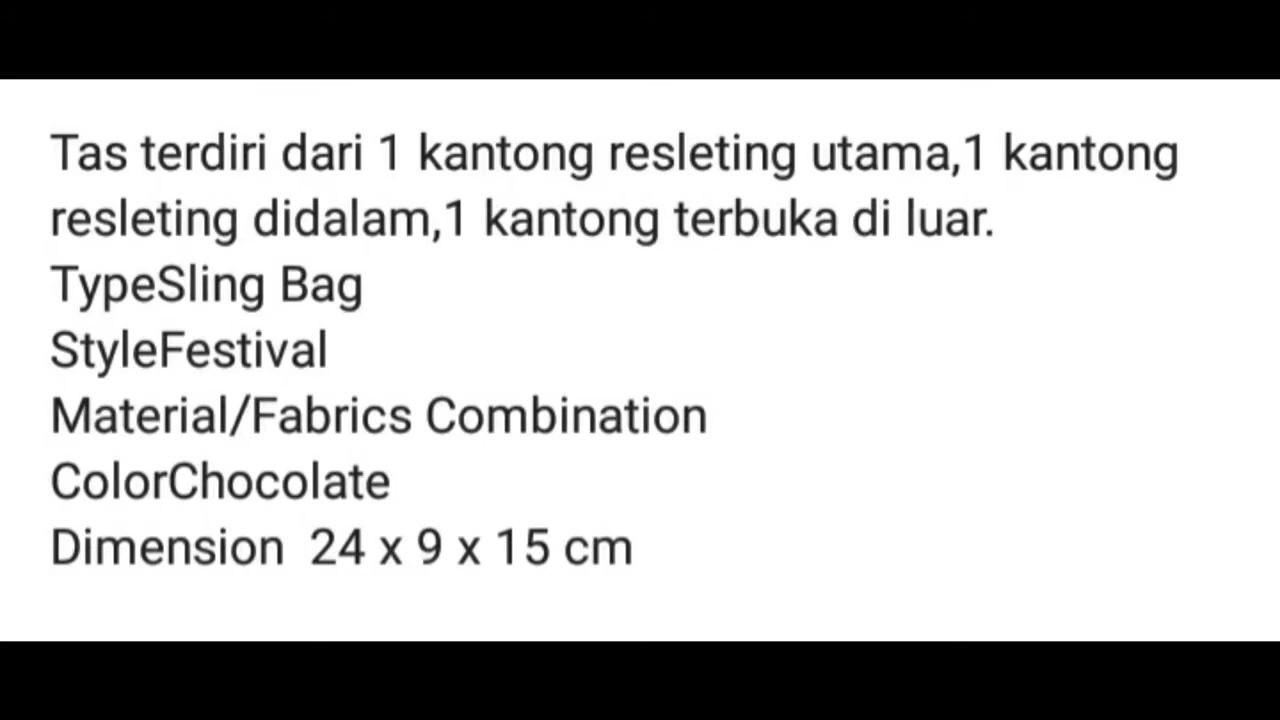 Tas terdiri dari 1 kantong resleting utama,1 kantong
resleting didalam,1 kantong terbuka di luar.
TypeSling Bag
StyleFestival
Material/Fabrics Combination
ColorChocolate
Dimension  24 x 9 x 15 cm